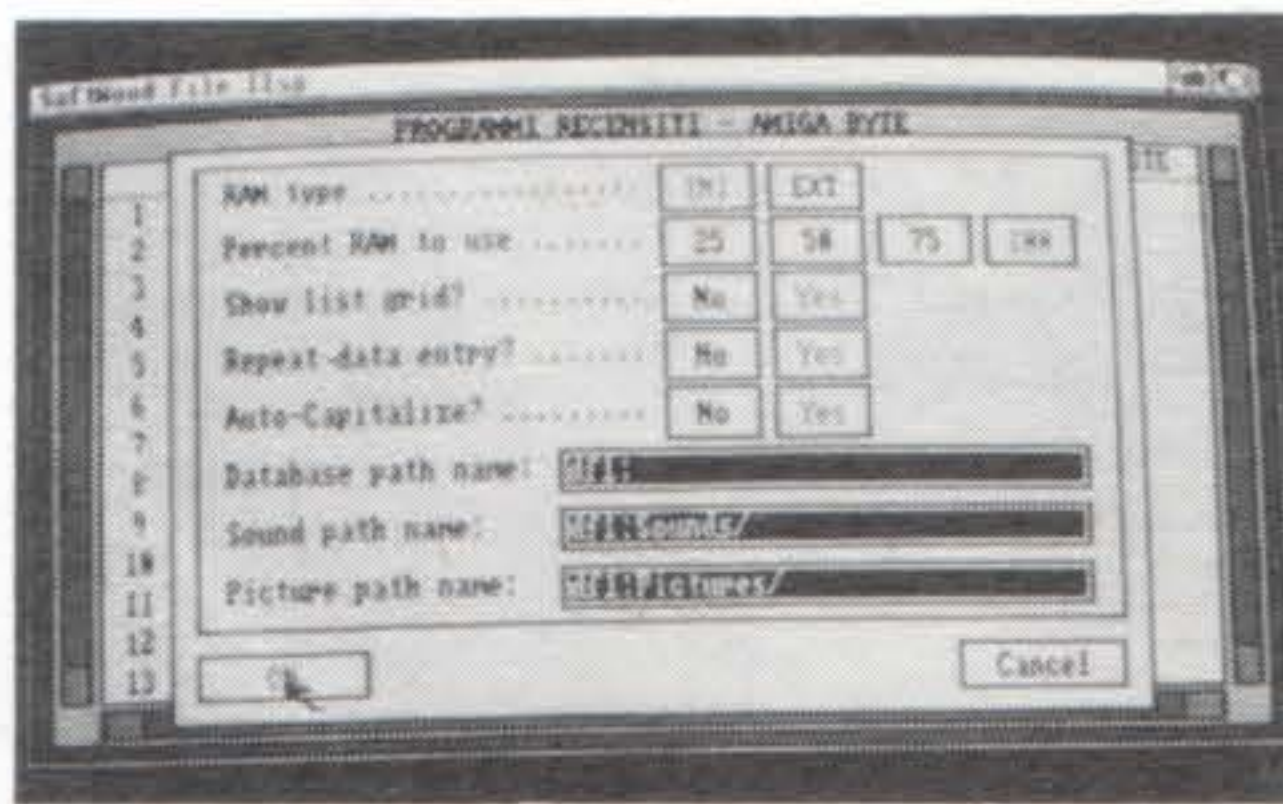 SoftWood File IIsg
PROGRAMMI RECENSITI - AMIGA BYTE
RAM type .................... INT EXT
Percent RAM to use ........ 25 50 75 100
Show list grid? ............ No Yes
Repeat-data entry? ........ No Yes
Auto-Capitalize? .......... No Yes
Database path name:
Sound path name: Sounds/
Picture path name: Pictures/
OK Cancel
1
2
3
4
5
6
7
8
9
10
11
12
13